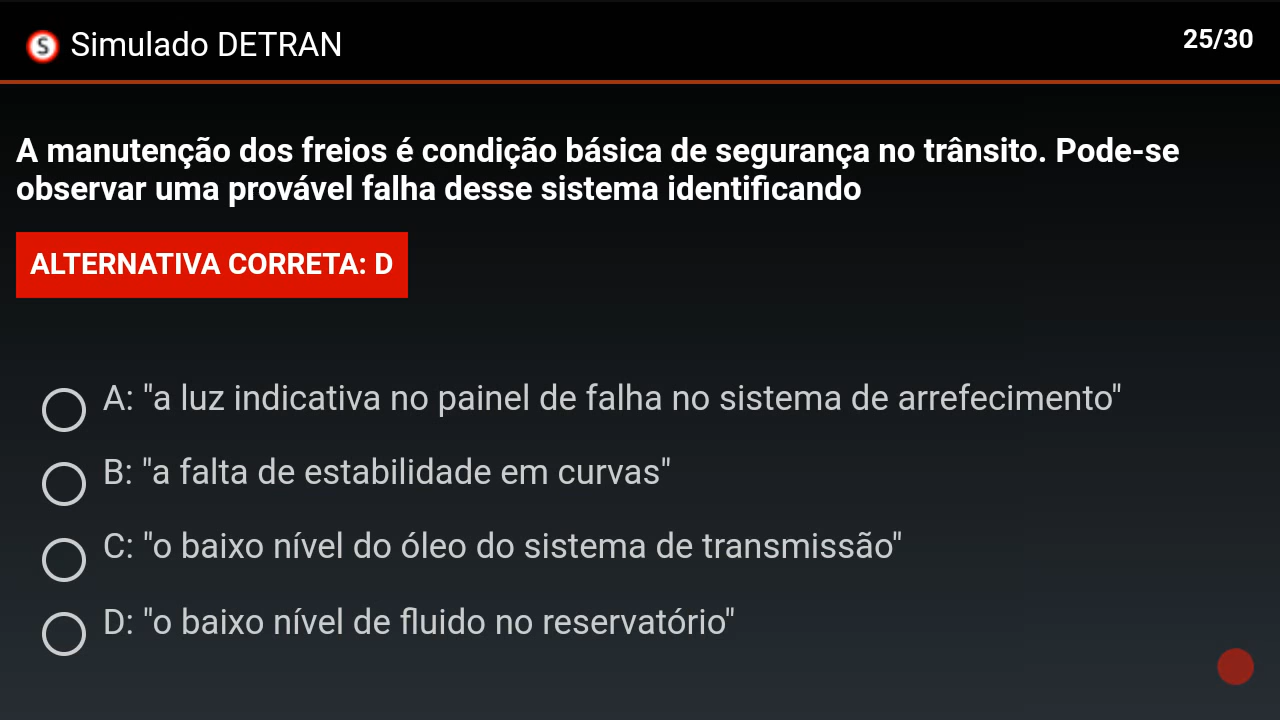 S Simulado DETRAN
25/30
A manutenção dos freios é condição básica de segurança no trânsito. Pode-se
observar uma provável falha desse sistema identificando
ALTERNATIVA CORRETA: D
A: "a luz indicativa no painel de falha no sistema de arrefecimento"
B: "a falta de estabilidade em curvas"
C: "o baixo nível do óleo do sistema de transmissão"
D: "o baixo nível de fluido no reservatório"